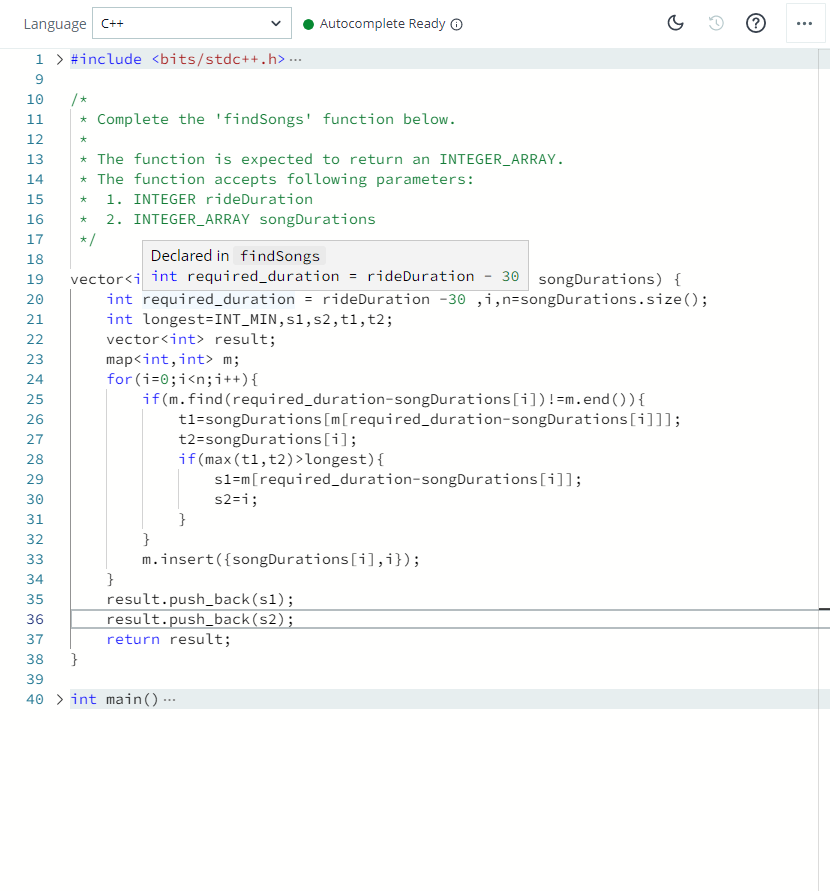 Language C++ Autocomplete Ready
1 #include <bits/stdc++.h>···
9
10 /*
11  * Complete the 'findSongs' function below.
12  *
13  * The function is expected to return an INTEGER_ARRAY.
14  * The function accepts following parameters:
15  *  1. INTEGER rideDuration
16  *  2. INTEGER_ARRAY songDurations
17  */
Declared in findSongs
18
int required_duration = rideDuration - 30
19 vector<i songDurations) {
20     int required_duration = rideDuration -30 ,i,n=songDurations.size();
21     int longest=INT_MIN,s1,s2,t1,t2;
22     vector<int> result;
23     map<int,int> m;
24     for(i=0;i<n;i++){
25         if(m.find(required_duration-songDurations[i])!=m.end()){
26             t1=songDurations[m[required_duration-songDurations[i]]];
27             t2=songDurations[i];
28             if(max(t1,t2)>longest){
29                 s1=m[required_duration-songDurations[i]];
30                 s2=i;
31             }
32         }
33         m.insert({songDurations[i],i});
34     }
35     result.push_back(s1);
36     result.push_back(s2);
37     return result;
38 }
39
40 int main()···